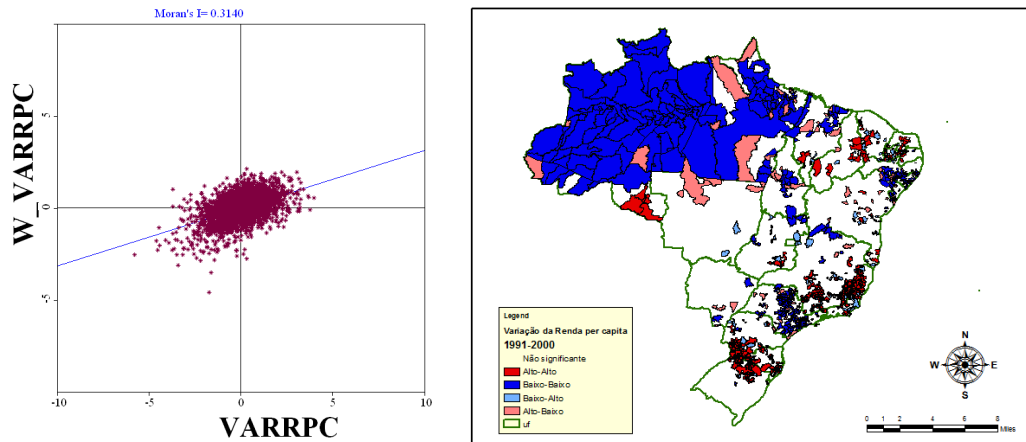 Moran's I= 0.3140
5
0
-5
-10
-5
0
5
10
W_VARRPC
VARRPC
Legend
Variação da Renda per capita
1991-2000
Não significante
Alto-Alto
Baixo-Baixo
Baixo-Alto
Alto-Baixo
uf
N
W
E
S
0 1 2 4 6 8
Miles